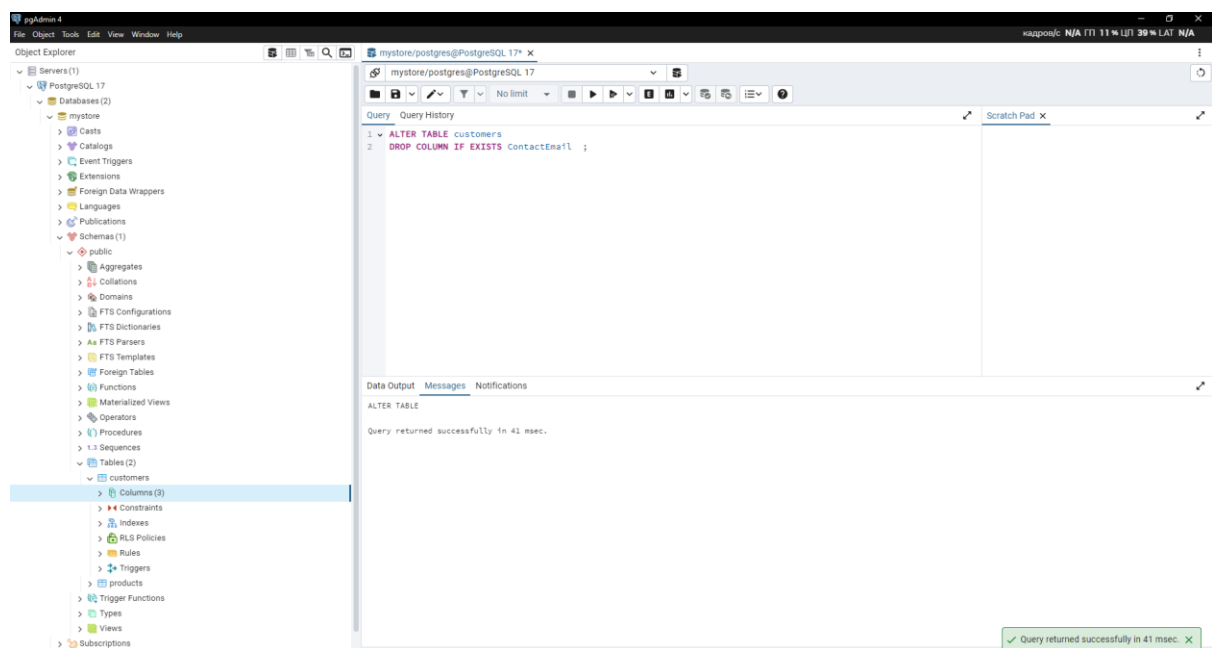 pgAdmin 4
File Object Tools Edit View Window Help
кадров/с N/A ГП 11 % ЦП 39 % LAT N/A
Object Explorer
mystore/postgres@PostgreSQL 17*
Servers (1)
PostgreSQL 17
Databases (2)
mystore
Casts
Catalogs
Event Triggers
Extensions
Foreign Data Wrappers
Languages
Publications
Schemas (1)
public
Aggregates
Collations
Domains
FTS Configurations
FTS Dictionaries
FTS Parsers
FTS Templates
Foreign Tables
Functions
Materialized Views
Operators
Procedures
1..3 Sequences
Tables (2)
customers
Columns (3)
Constraints
Indexes
RLS Policies
Rules
Triggers
products
Trigger Functions
Types
Views
Subscriptions
mystore/postgres@PostgreSQL 17
No limit
Query Query History
Scratch Pad
1 ALTER TABLE customers
2 DROP COLUMN IF EXISTS ContactEmail ;
Data Output Messages Notifications
ALTER TABLE
Query returned successfully in 41 msec.
Query returned successfully in 41 msec.